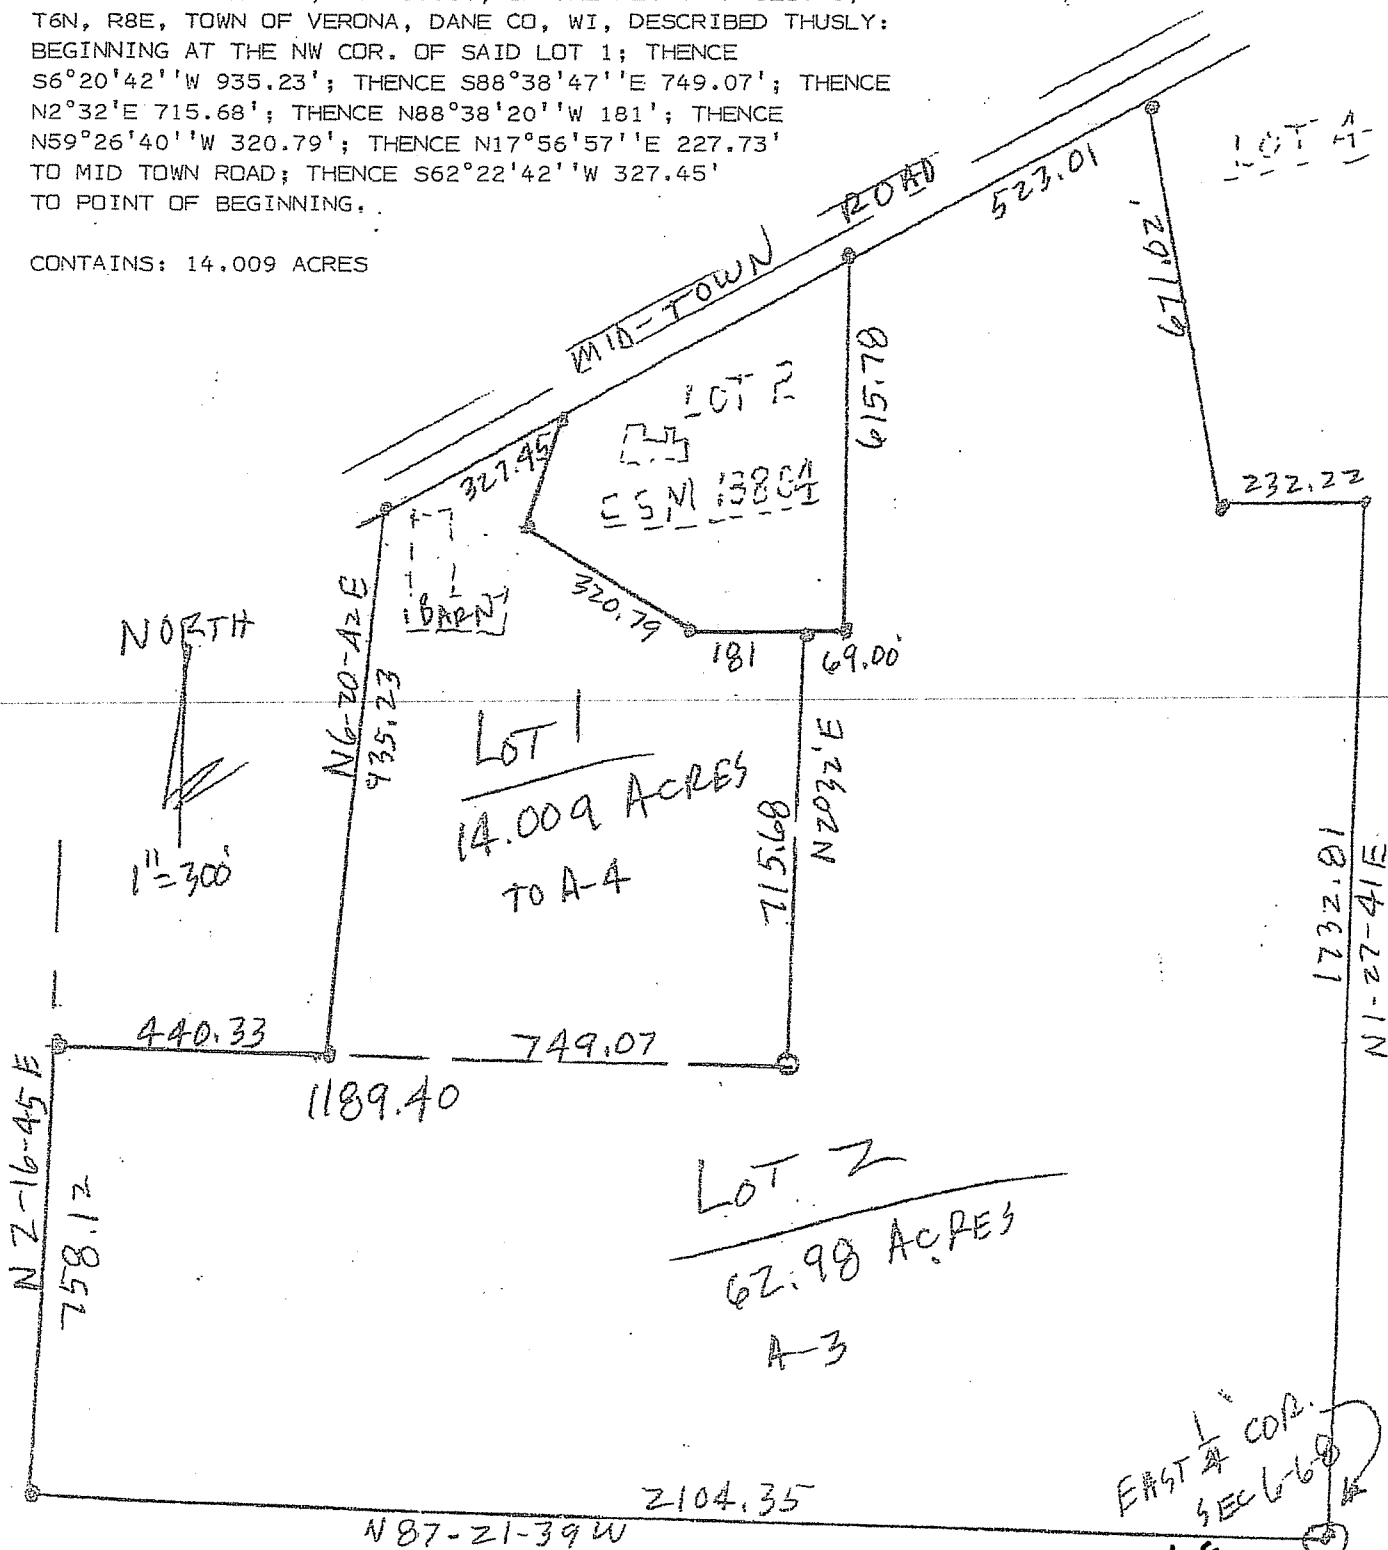 T6N, R8E, TOWN OF VERONA, DANE CO, WI, DESCRIBED THUSLY:
BEGINNING AT THE NW COR. OF SAID LOT 1; THENCE
S6°20'42''W 935.23'; THENCE S88°38'47''E 749.07'; THENCE
N2°32'E 715.68'; THENCE N88°38'20''W 181'; THENCE
N59°26'40''W 320.79'; THENCE N17°56'57''E 227.73'
TO MID TOWN ROAD; THENCE S62°22'42''W 327.45'
TO POINT OF BEGINNING.
CONTAINS: 14.009 ACRES
LOT 4
MID-TOWN ROAD
523.01
671.02'
LOT 2
615.78
327.45
CSM 13804
232.22
BARN
320.79
NORTH
181
69.00'
N6-20-42E
935.23
LOT 1
14.009 ACRES
TO A-4
715.68
N2°32'E
1"=300'
1732.81
N1-27-41E
440.33
749.07
1189.40
N2-16-45E
758.12
LOT 2
62.98 ACRES
A-3
EAST 1/4 COR.
SEC 6-6-8
2104.35
N87-21-39W